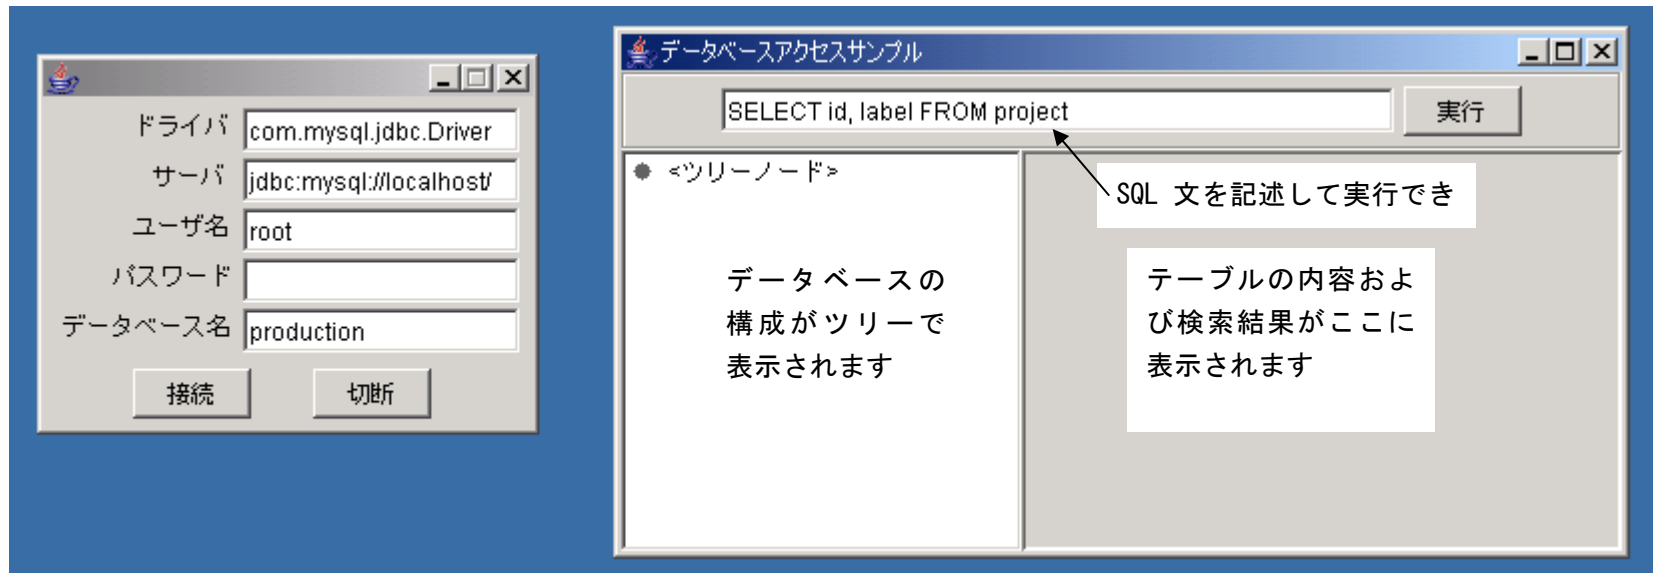 ドライバ com.mysql.jdbc.Driver
サーバ jdbc:mysql://localhost/
ユーザ名 root
パスワード
データベース名 production
接続 切断
データベースアクセスサンプル
SELECT id, label FROM project 実行
<ツリーノード>
SQL 文を記述して実行でき
データベースの
構成がツリーで
表示されます
テーブルの内容およ
び検索結果がここに
表示されます